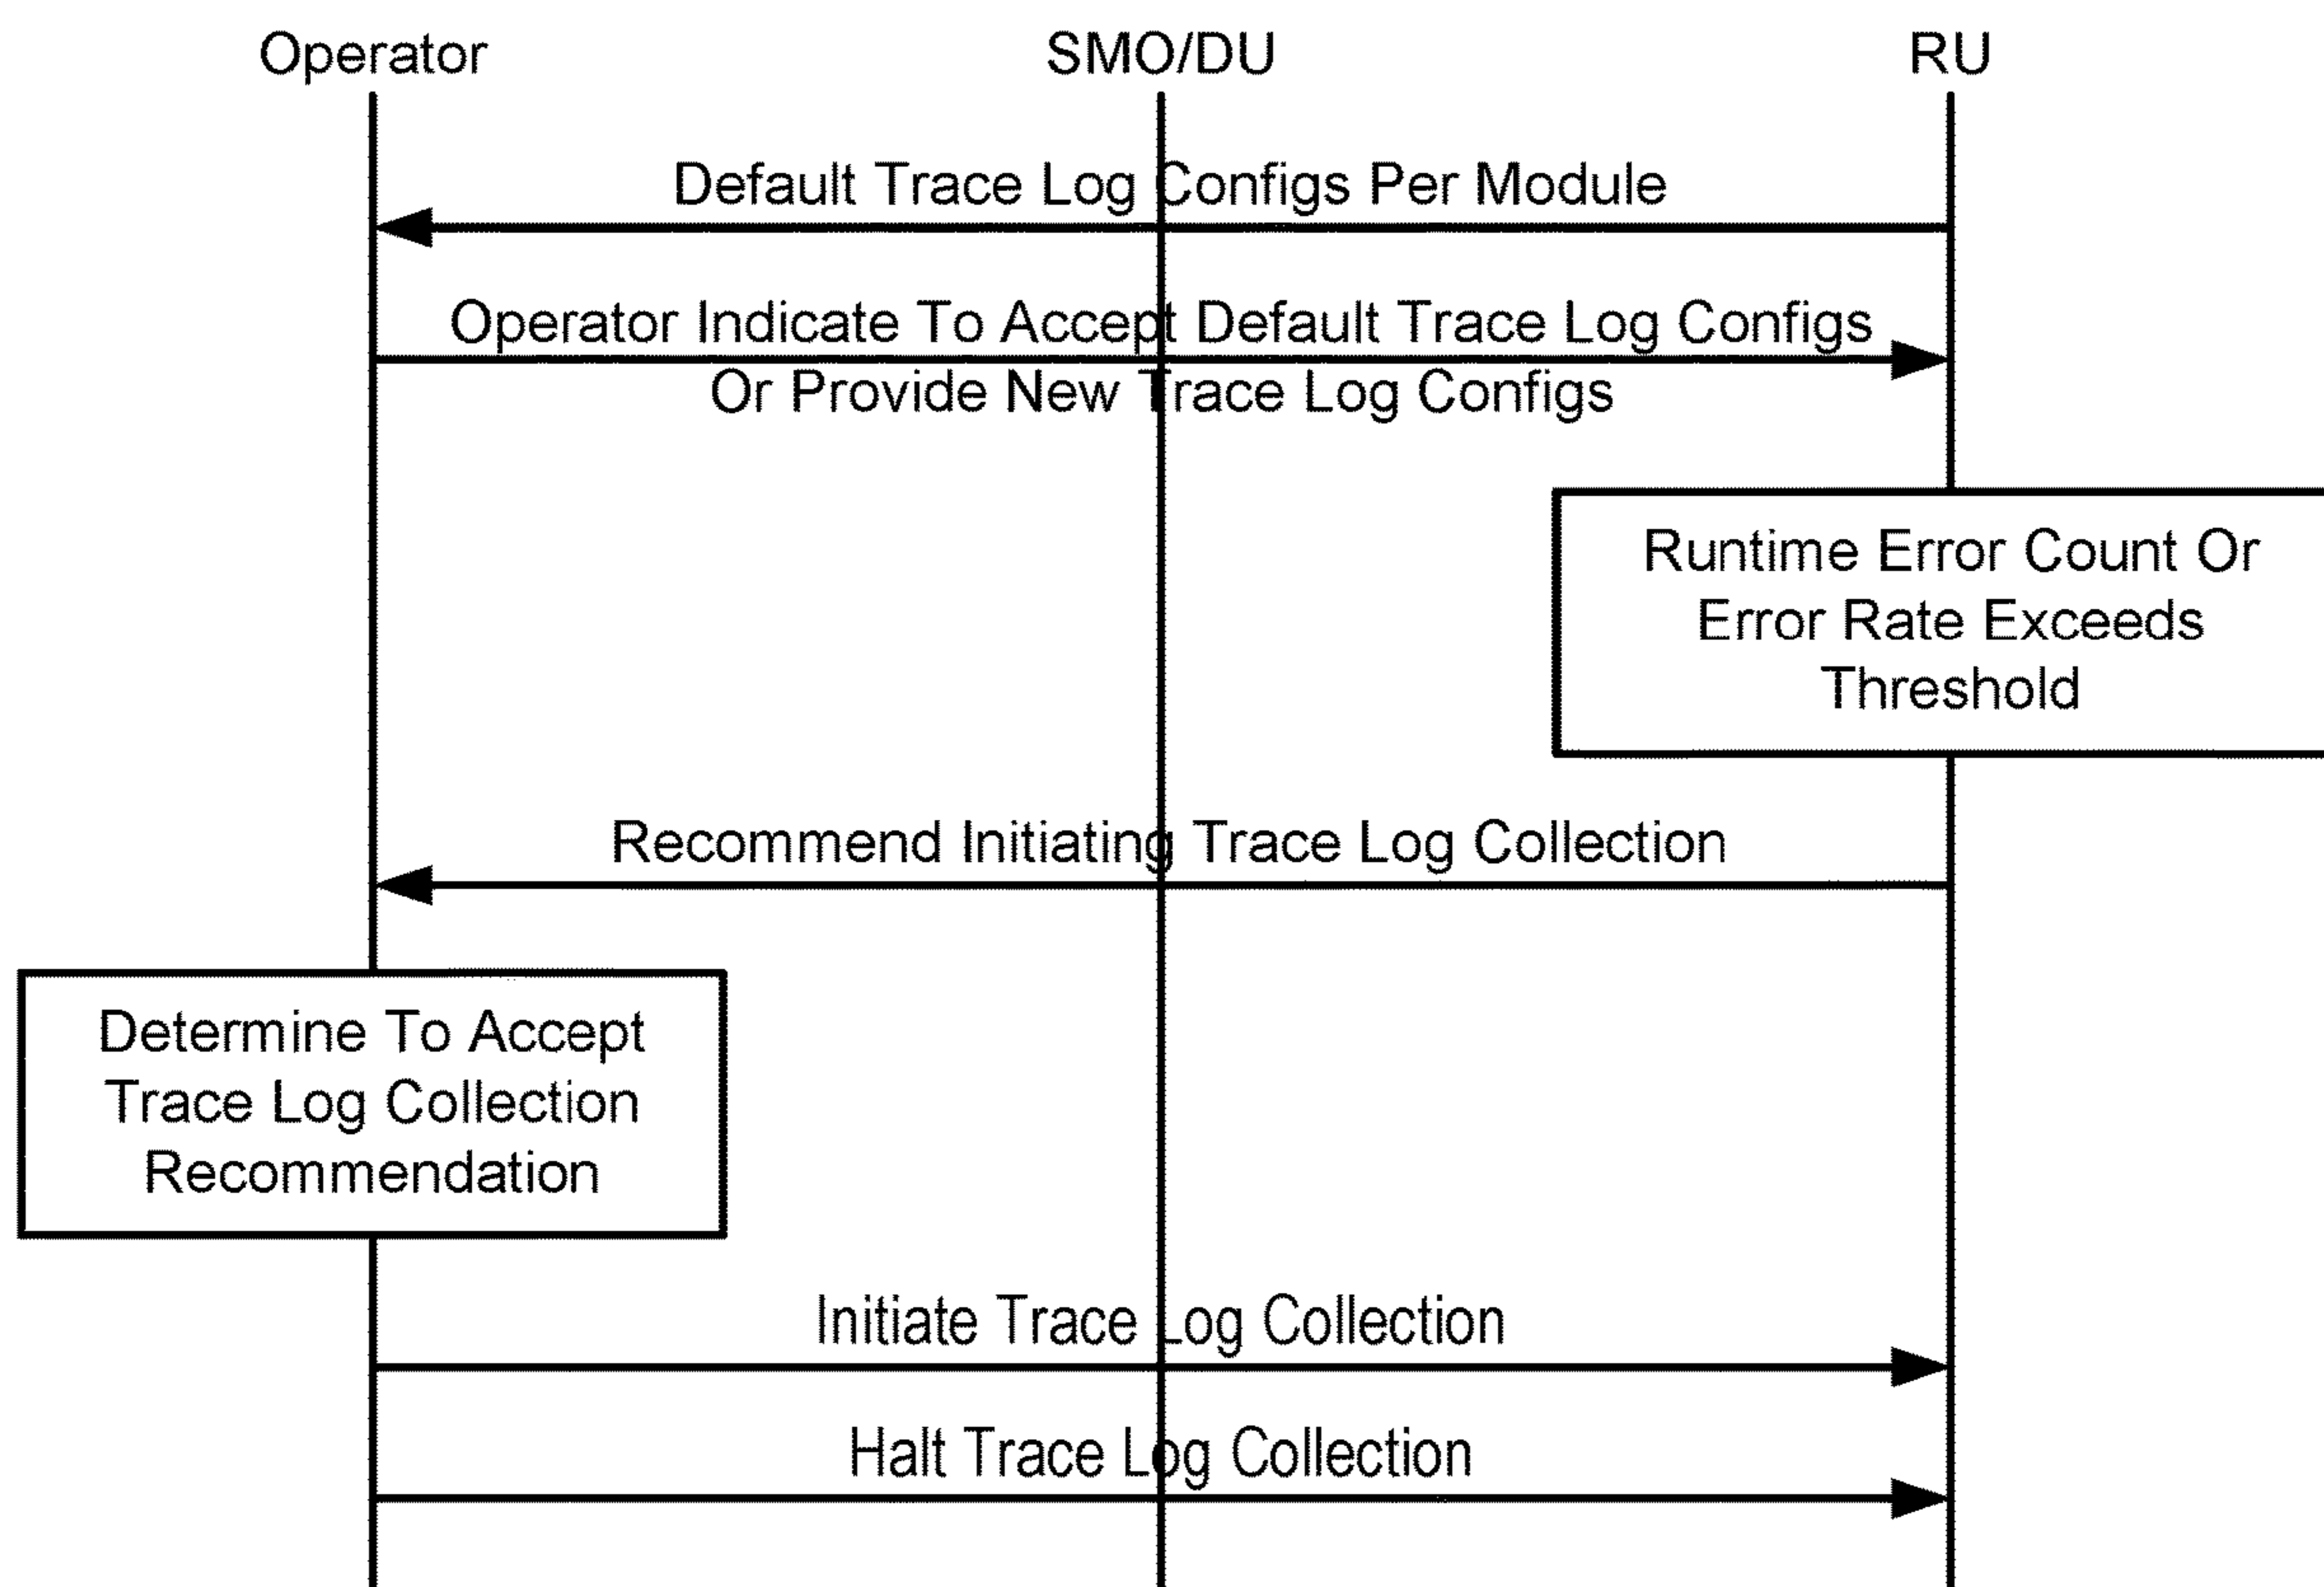 Operator
SMO/DU
RU
Default Trace Log Configs Per Module
Operator Indicate To Accept Default Trace Log Configs
Or Provide New Trace Log Configs
Runtime Error Count Or
Error Rate Exceeds
Threshold
Recommend Initiating Trace Log Collection
Determine To Accept
Trace Log Collection
Recommendation
Initiate Trace Log Collection
Halt Trace Log Collection